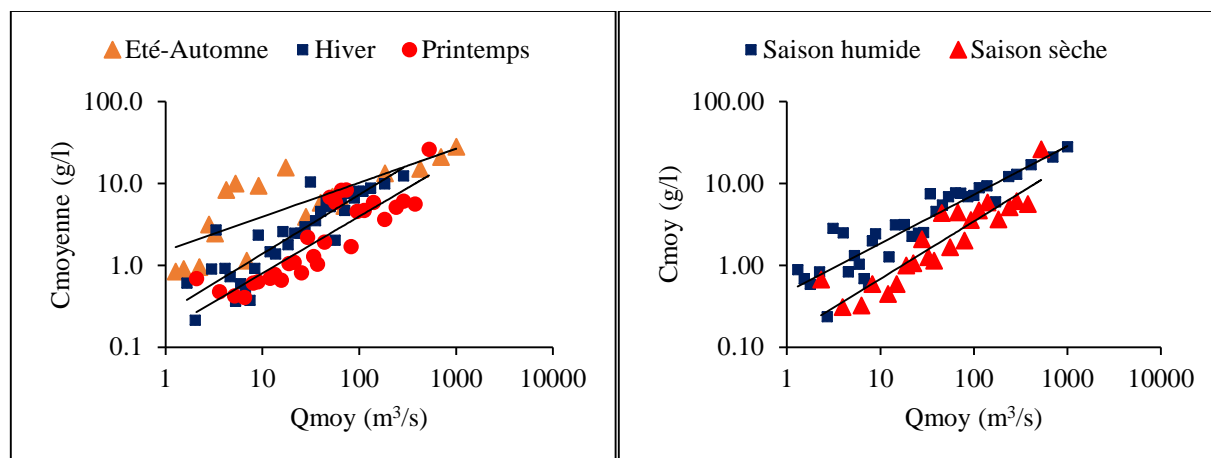 Eté-Automne Hiver Printemps
100.0
10.0
1.0
0.1
1 10 100 1000 10000
Cmoyenne (g/l)
Qmoy (m³/s)
Saison humide Saison sèche
100.00
10.00
1.00
0.10
1 10 100 1000 10000
Cmoy (g/l)
Qmoy (m³/s)